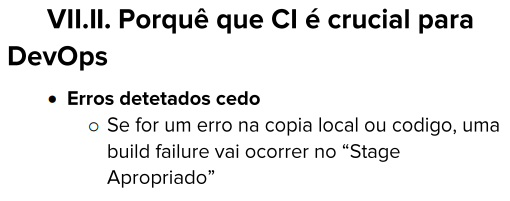 VII.II. Porquê que CI é crucial para
DevOps
• Erros detetados cedo
○ Se for um erro na copia local ou codigo, uma
build failure vai ocorrer no “Stage
Apropriado”